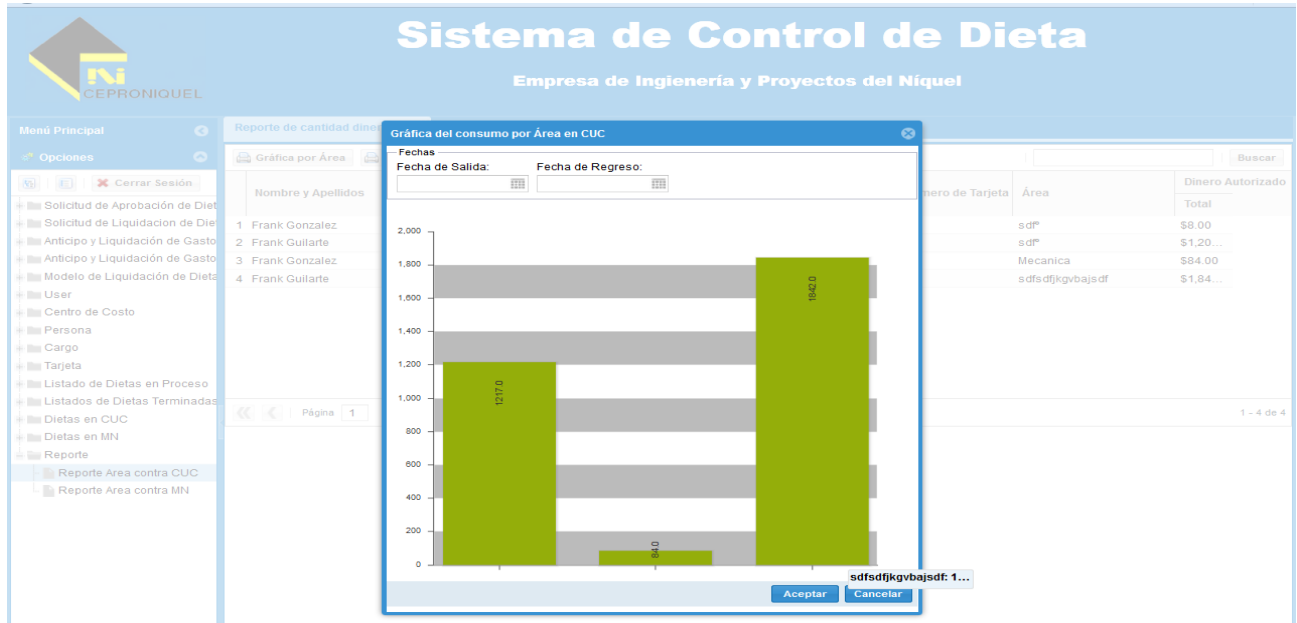 Sistema de Control de Dieta
Empresa de Ingienería y Proyectos del Níquel
CEPRONIQUEL
Menú Principal
Opciones
Cerrar Sesión
Solicitud de Aprobación de Diet
Solicitud de Liquidacion de Die
Anticipo y Liquidación de Gasto
Anticipo y Liquidación de Gasto
Modelo de Liquidación de Dieta
User
Centro de Costo
Persona
Cargo
Tarjeta
Listado de Dietas en Proceso
Listados de Dietas Terminadas
Dietas en CUC
Dietas en MN
Reporte
Reporte Area contra CUC
Reporte Area contra MN
Reporte de cantidad dine
Gráfica por Área
Buscar
Nombre y Apellidos
mero de Tarjeta
Área
Dinero Autorizado
Total
1 Frank Gonzalez sdfº $8.00
2 Frank Guilarte sdfº $1,20...
3 Frank Gonzalez Mecanica $84.00
4 Frank Guilarte sdfsdfjkgvbajsdf $1,84...
Página 1
1 - 4 de 4
Gráfica del consumo por Área en CUC
Fechas
Fecha de Salida: Fecha de Regreso:
2,000
1,800
1,600
1,400
1,200
1,000
800
600
400
200
0
1217.0
84.0
1842.0
sdfsdfjkgvbajsdf: 1...
Aceptar
Cancelar